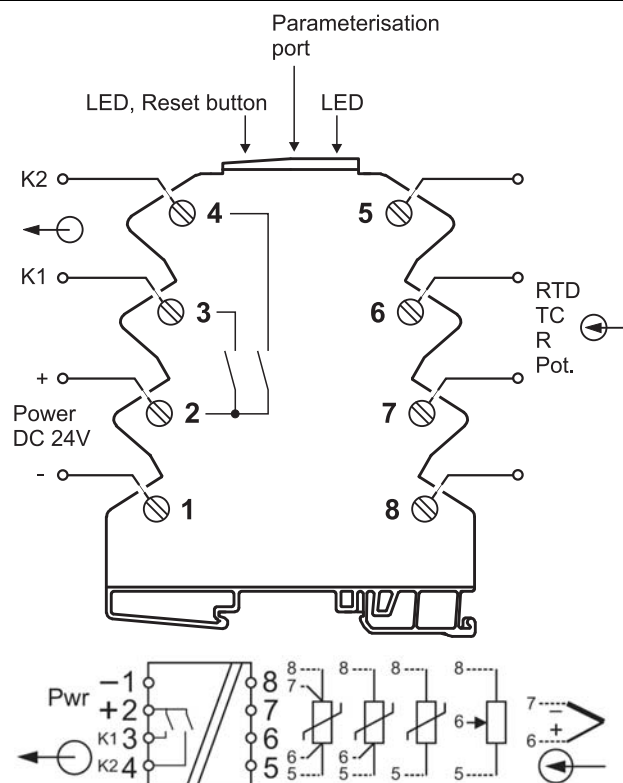 Parameterisation
port
LED, Reset button LED
K2
4 5
K1
3 6
RTD
TC
R
Pot.
+
Power
DC 24V
2 7
-
1 8
Pwr
−1
+2
K1 3
K2 4
8
7
6
5
8 7 6 5
8 6 5
8 5
8 6 5
7 −
6 +